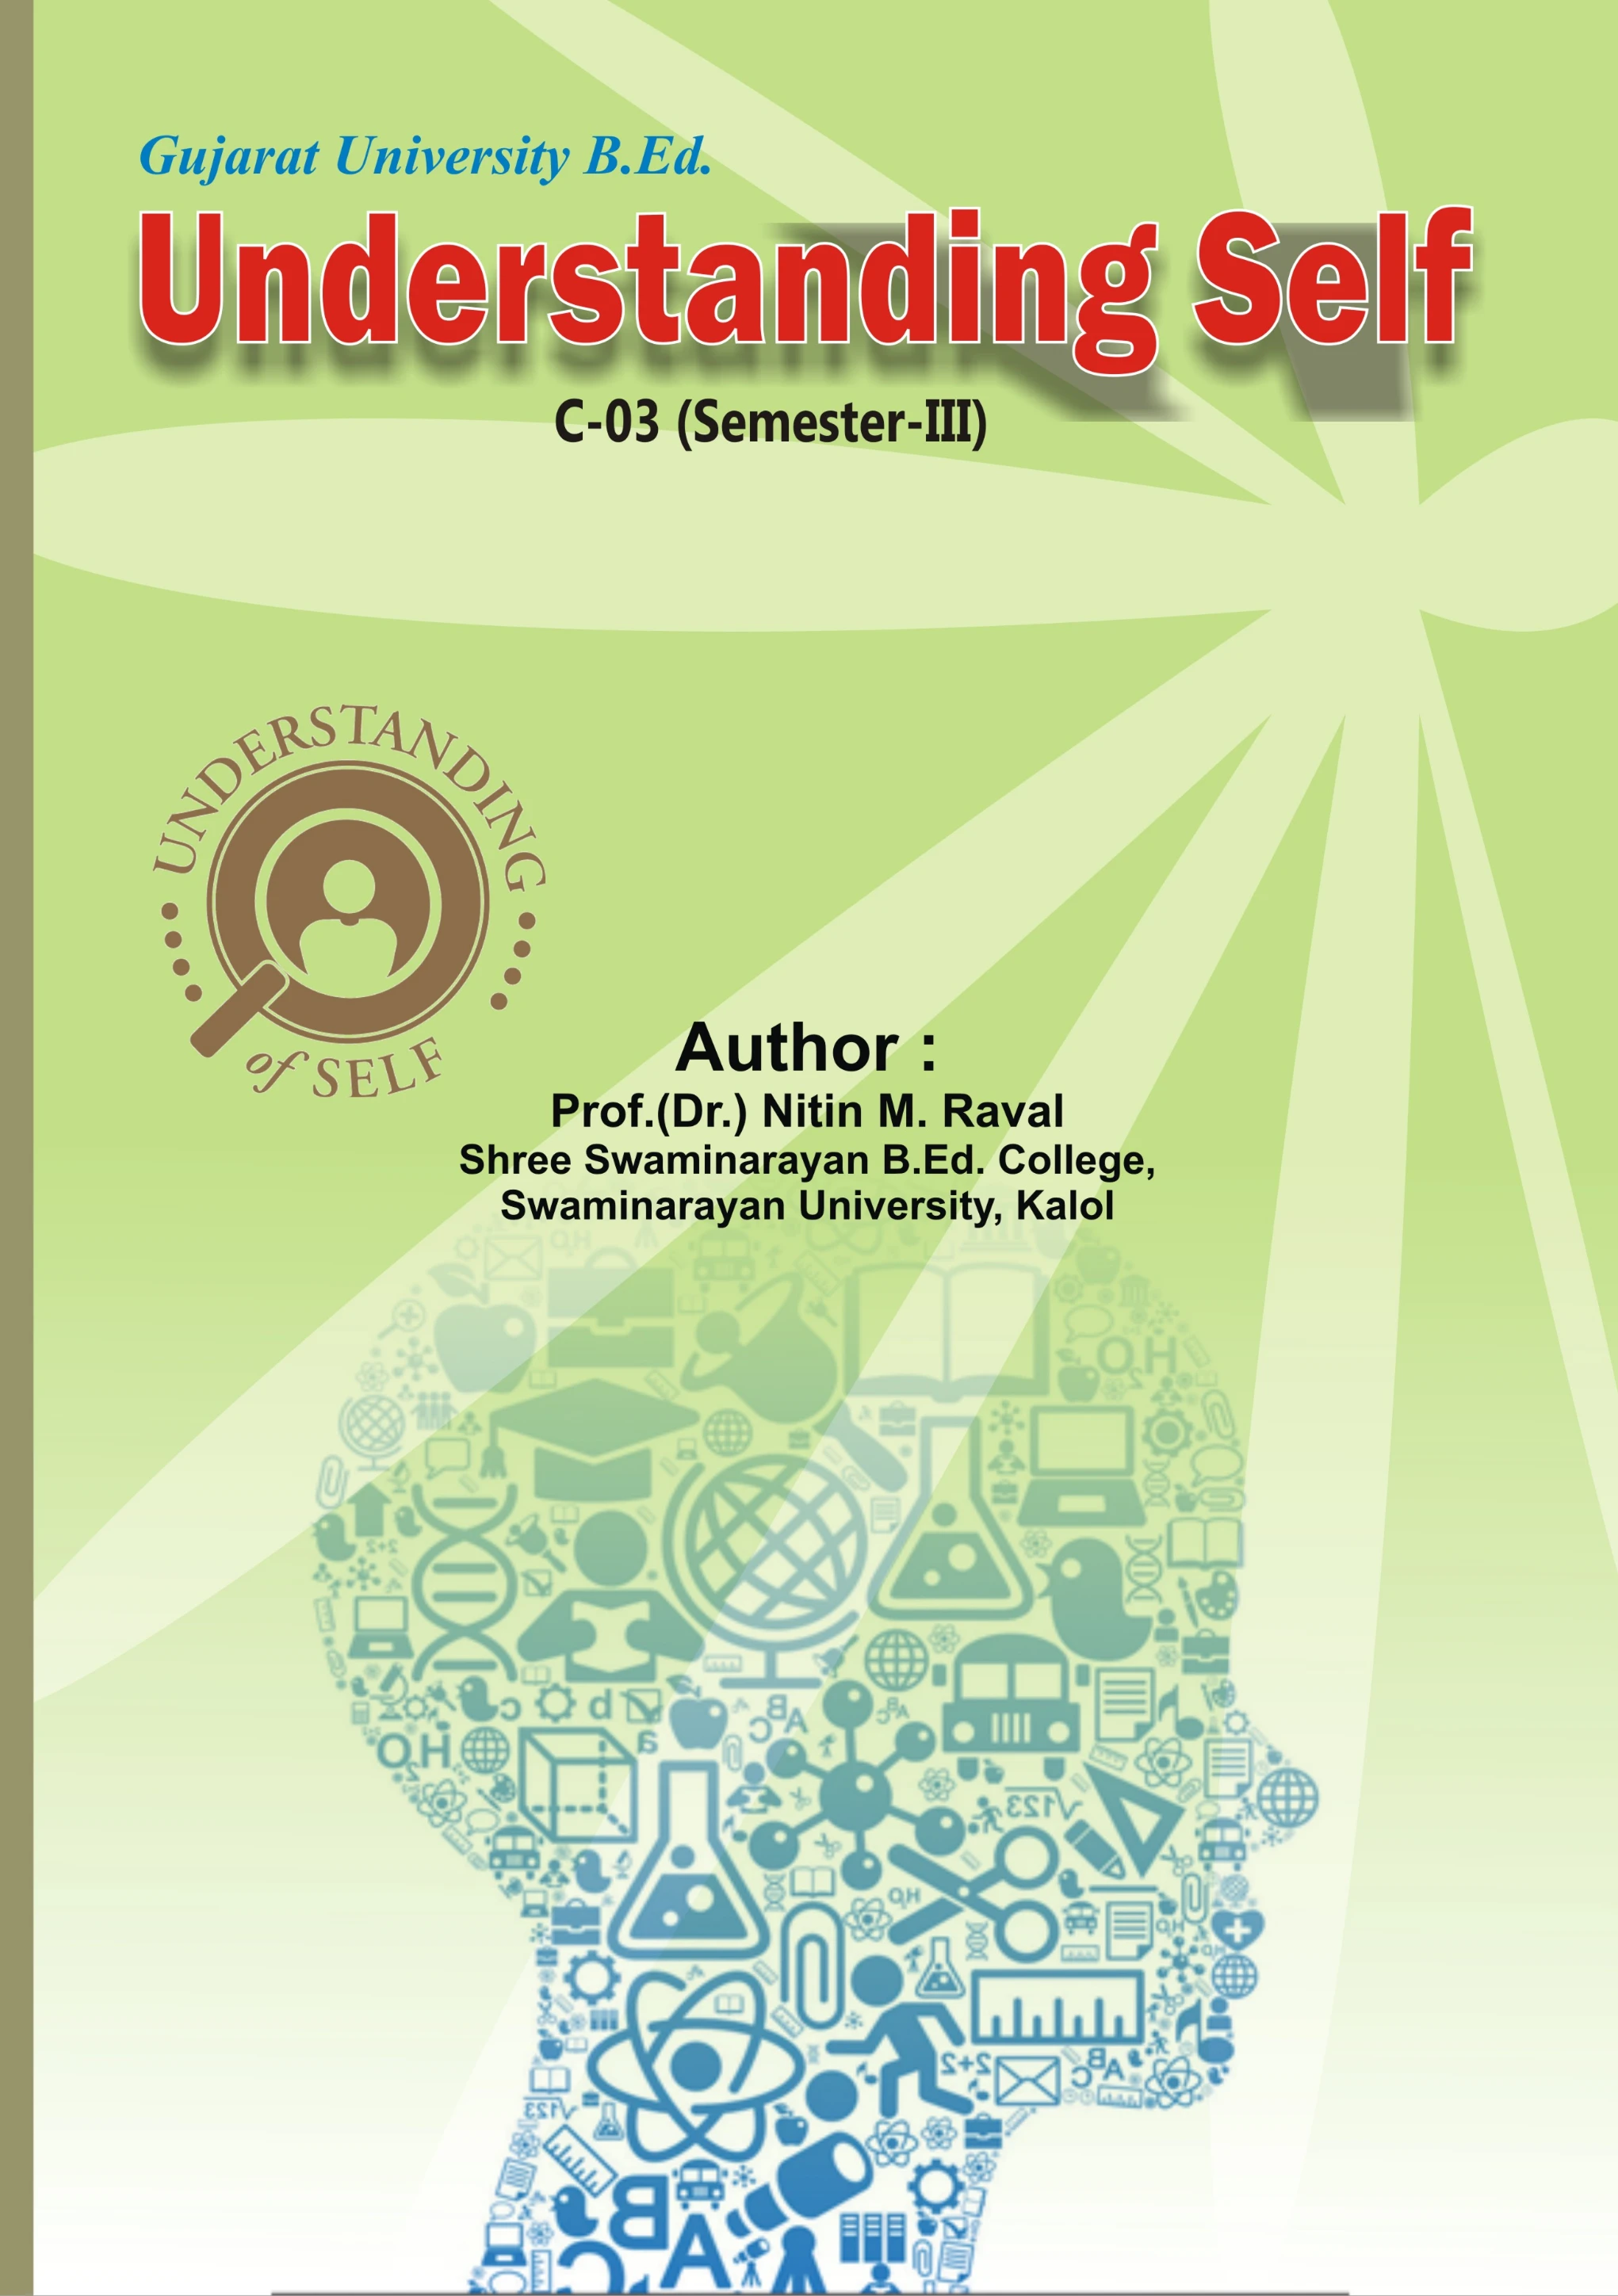 Gujarat University B.Ed.
Understanding Self
C-03 (Semester-III)
UNDERSTANDING
of SELF
Author :
Prof.(Dr.) Nitin M. Raval
Shree Swaminarayan B.Ed. College,
Swaminarayan University, Kalol